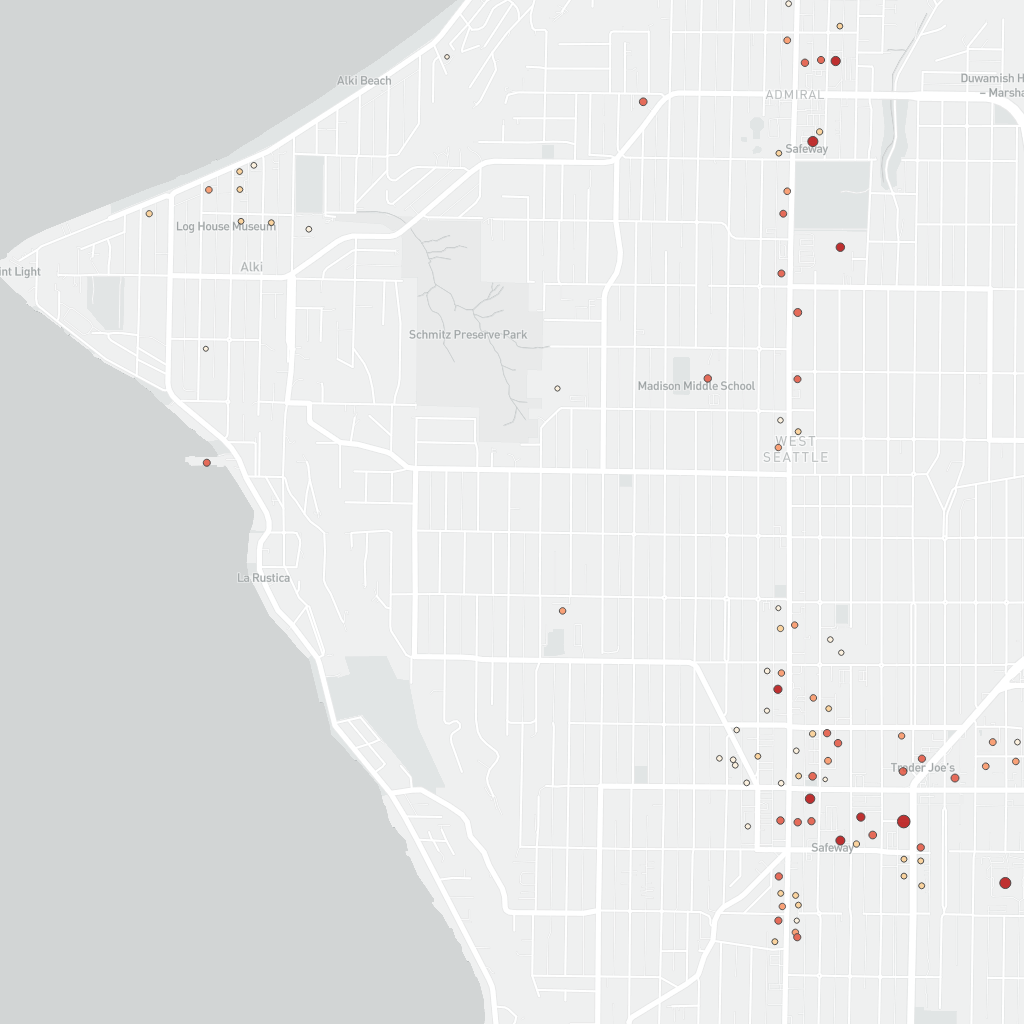 Alki Beach
Duwamish H
– Marsha
ADMIRAL
Safeway
Log House Museum
Alki
int Light
Schmitz Preserve Park
Madison Middle School
WEST
SEATTLE
La Rustica
Trader Joe's
Safeway